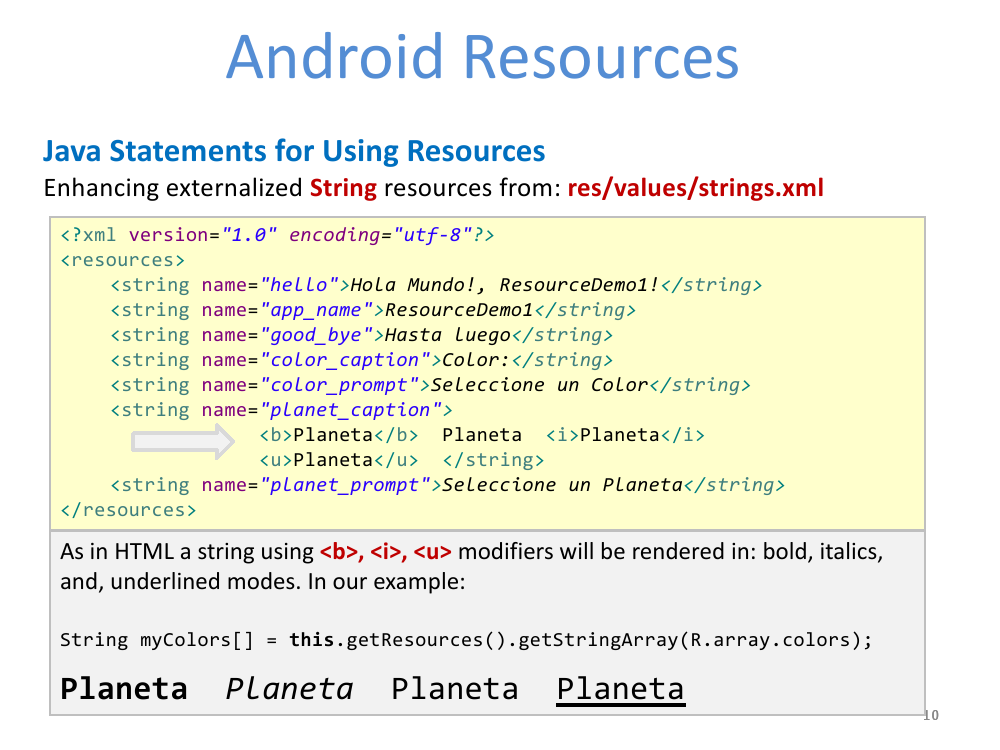 Android Resources
Java Statements for Using Resources
Enhancing externalized String resources from: res/values/strings.xml
<?xml version="1.0" encoding="utf-8"?>
<resources>
<string name="hello">Hola Mundo!, ResourceDemo1!</string>
<string name="app_name">ResourceDemo1</string>
<string name="good_bye">Hasta luego</string>
<string name="color_caption">Color:</string>
<string name="color_prompt">Seleccione un Color</string>
<string name="planet_caption">
<b>Planeta</b> Planeta <i>Planeta</i>
<u>Planeta</u> </string>
<string name="planet_prompt">Seleccione un Planeta</string>
</resources>
As in HTML a string using <b>, <i>, <u> modifiers will be rendered in: bold, italics,
and, underlined modes. In our example:
String myColors[] = this.getResources().getStringArray(R.array.colors);
Planeta Planeta Planeta Planeta
10